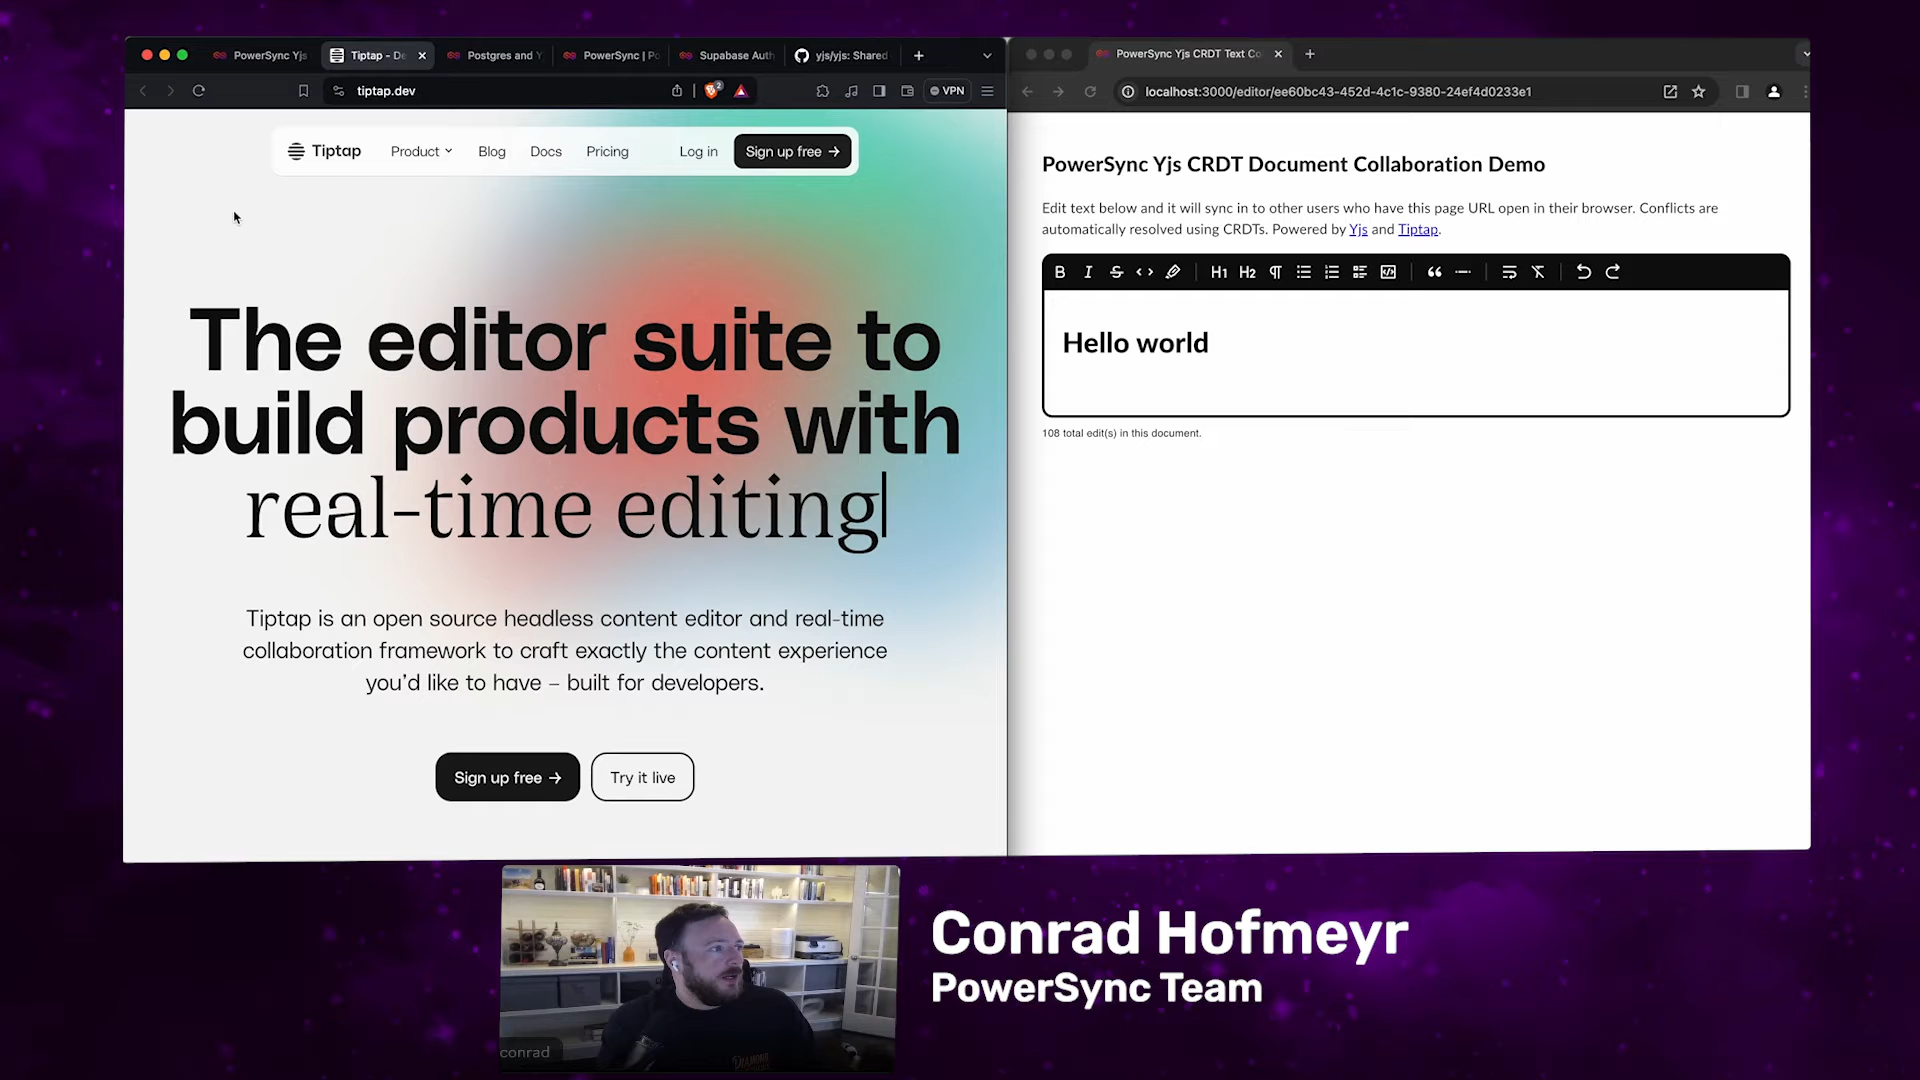 PowerSync Yjs
Tiptap - De
Postgres and Y
PowerSync | Po
Supabase Auth
yjs/yjs: Shared
tiptap.dev
2
VPN
Tiptap
Product
Blog
Docs
Pricing
Log in
Sign up free →
The editor suite to
build products with
real-time editing
Tiptap is an open source headless content editor and real-time
collaboration framework to craft exactly the content experience
you'd like to have – built for developers.
Sign up free →
Try it live
PowerSync Yjs CRDT Text Co
localhost:3000/editor/ee60bc43-452d-4c1c-9380-24ef4d0233e1
PowerSync Yjs CRDT Document Collaboration Demo
Edit text below and it will sync in to other users who have this page URL open in their browser. Conflicts are
automatically resolved using CRDTs. Powered by Yjs and Tiptap.
B I S H1 H2
Hello world
108 total edit(s) in this document.
conrad
Conrad Hofmeyr
PowerSync Team